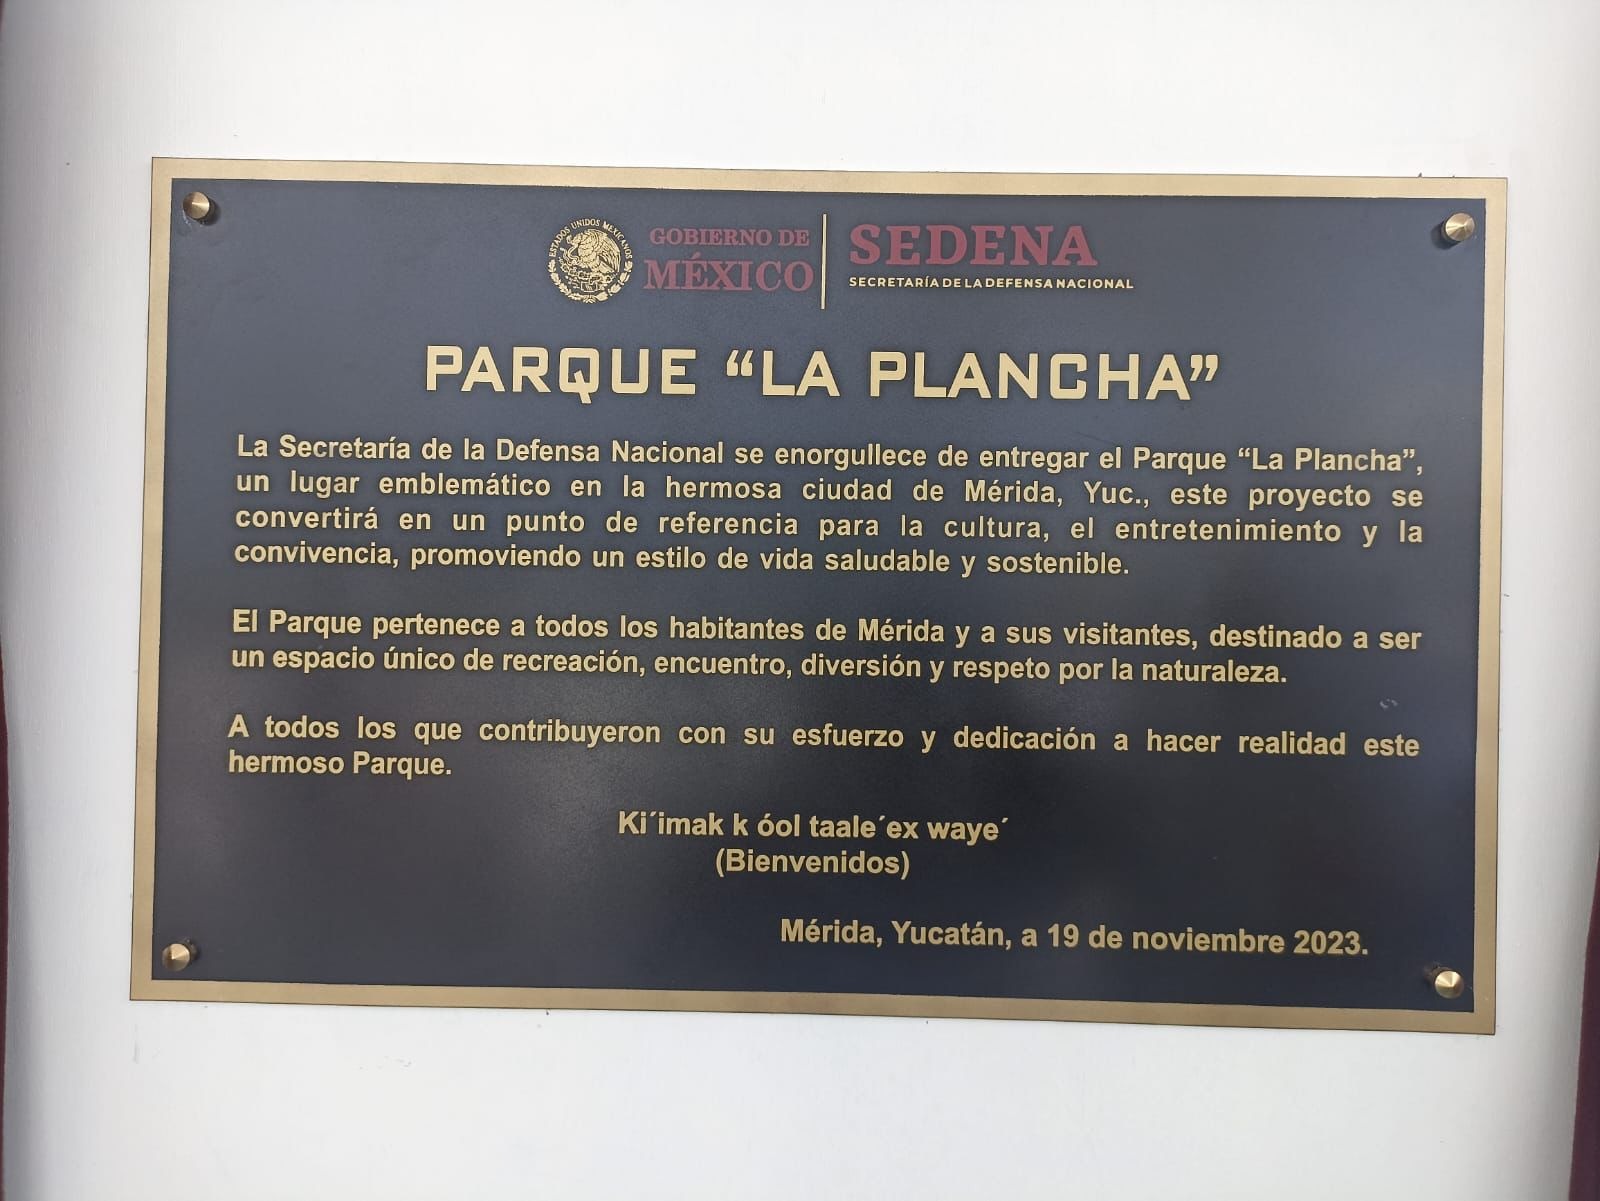 ESTADOS UNIDOS MEXICANOS
GOBIERNO DE
MÉXICO
SEDENA
SECRETARÍA DE LA DEFENSA NACIONAL
PARQUE “LA PLANCHA”
La Secretaría de la Defensa Nacional se enorgullece de entregar el Parque “La Plancha”,
un lugar emblemático en la hermosa ciudad de Mérida, Yuc., este proyecto se
convertirá en un punto de referencia para la cultura, el entretenimiento y la
convivencia, promoviendo un estilo de vida saludable y sostenible.
El Parque pertenece a todos los habitantes de Mérida y a sus visitantes, destinado a ser
un espacio único de recreación, encuentro, diversión y respeto por la naturaleza.
A todos los que contribuyeron con su esfuerzo y dedicación a hacer realidad este
hermoso Parque.
Ki´imak k óol taale´ex waye´
(Bienvenidos)
Mérida, Yucatán, a 19 de noviembre 2023.